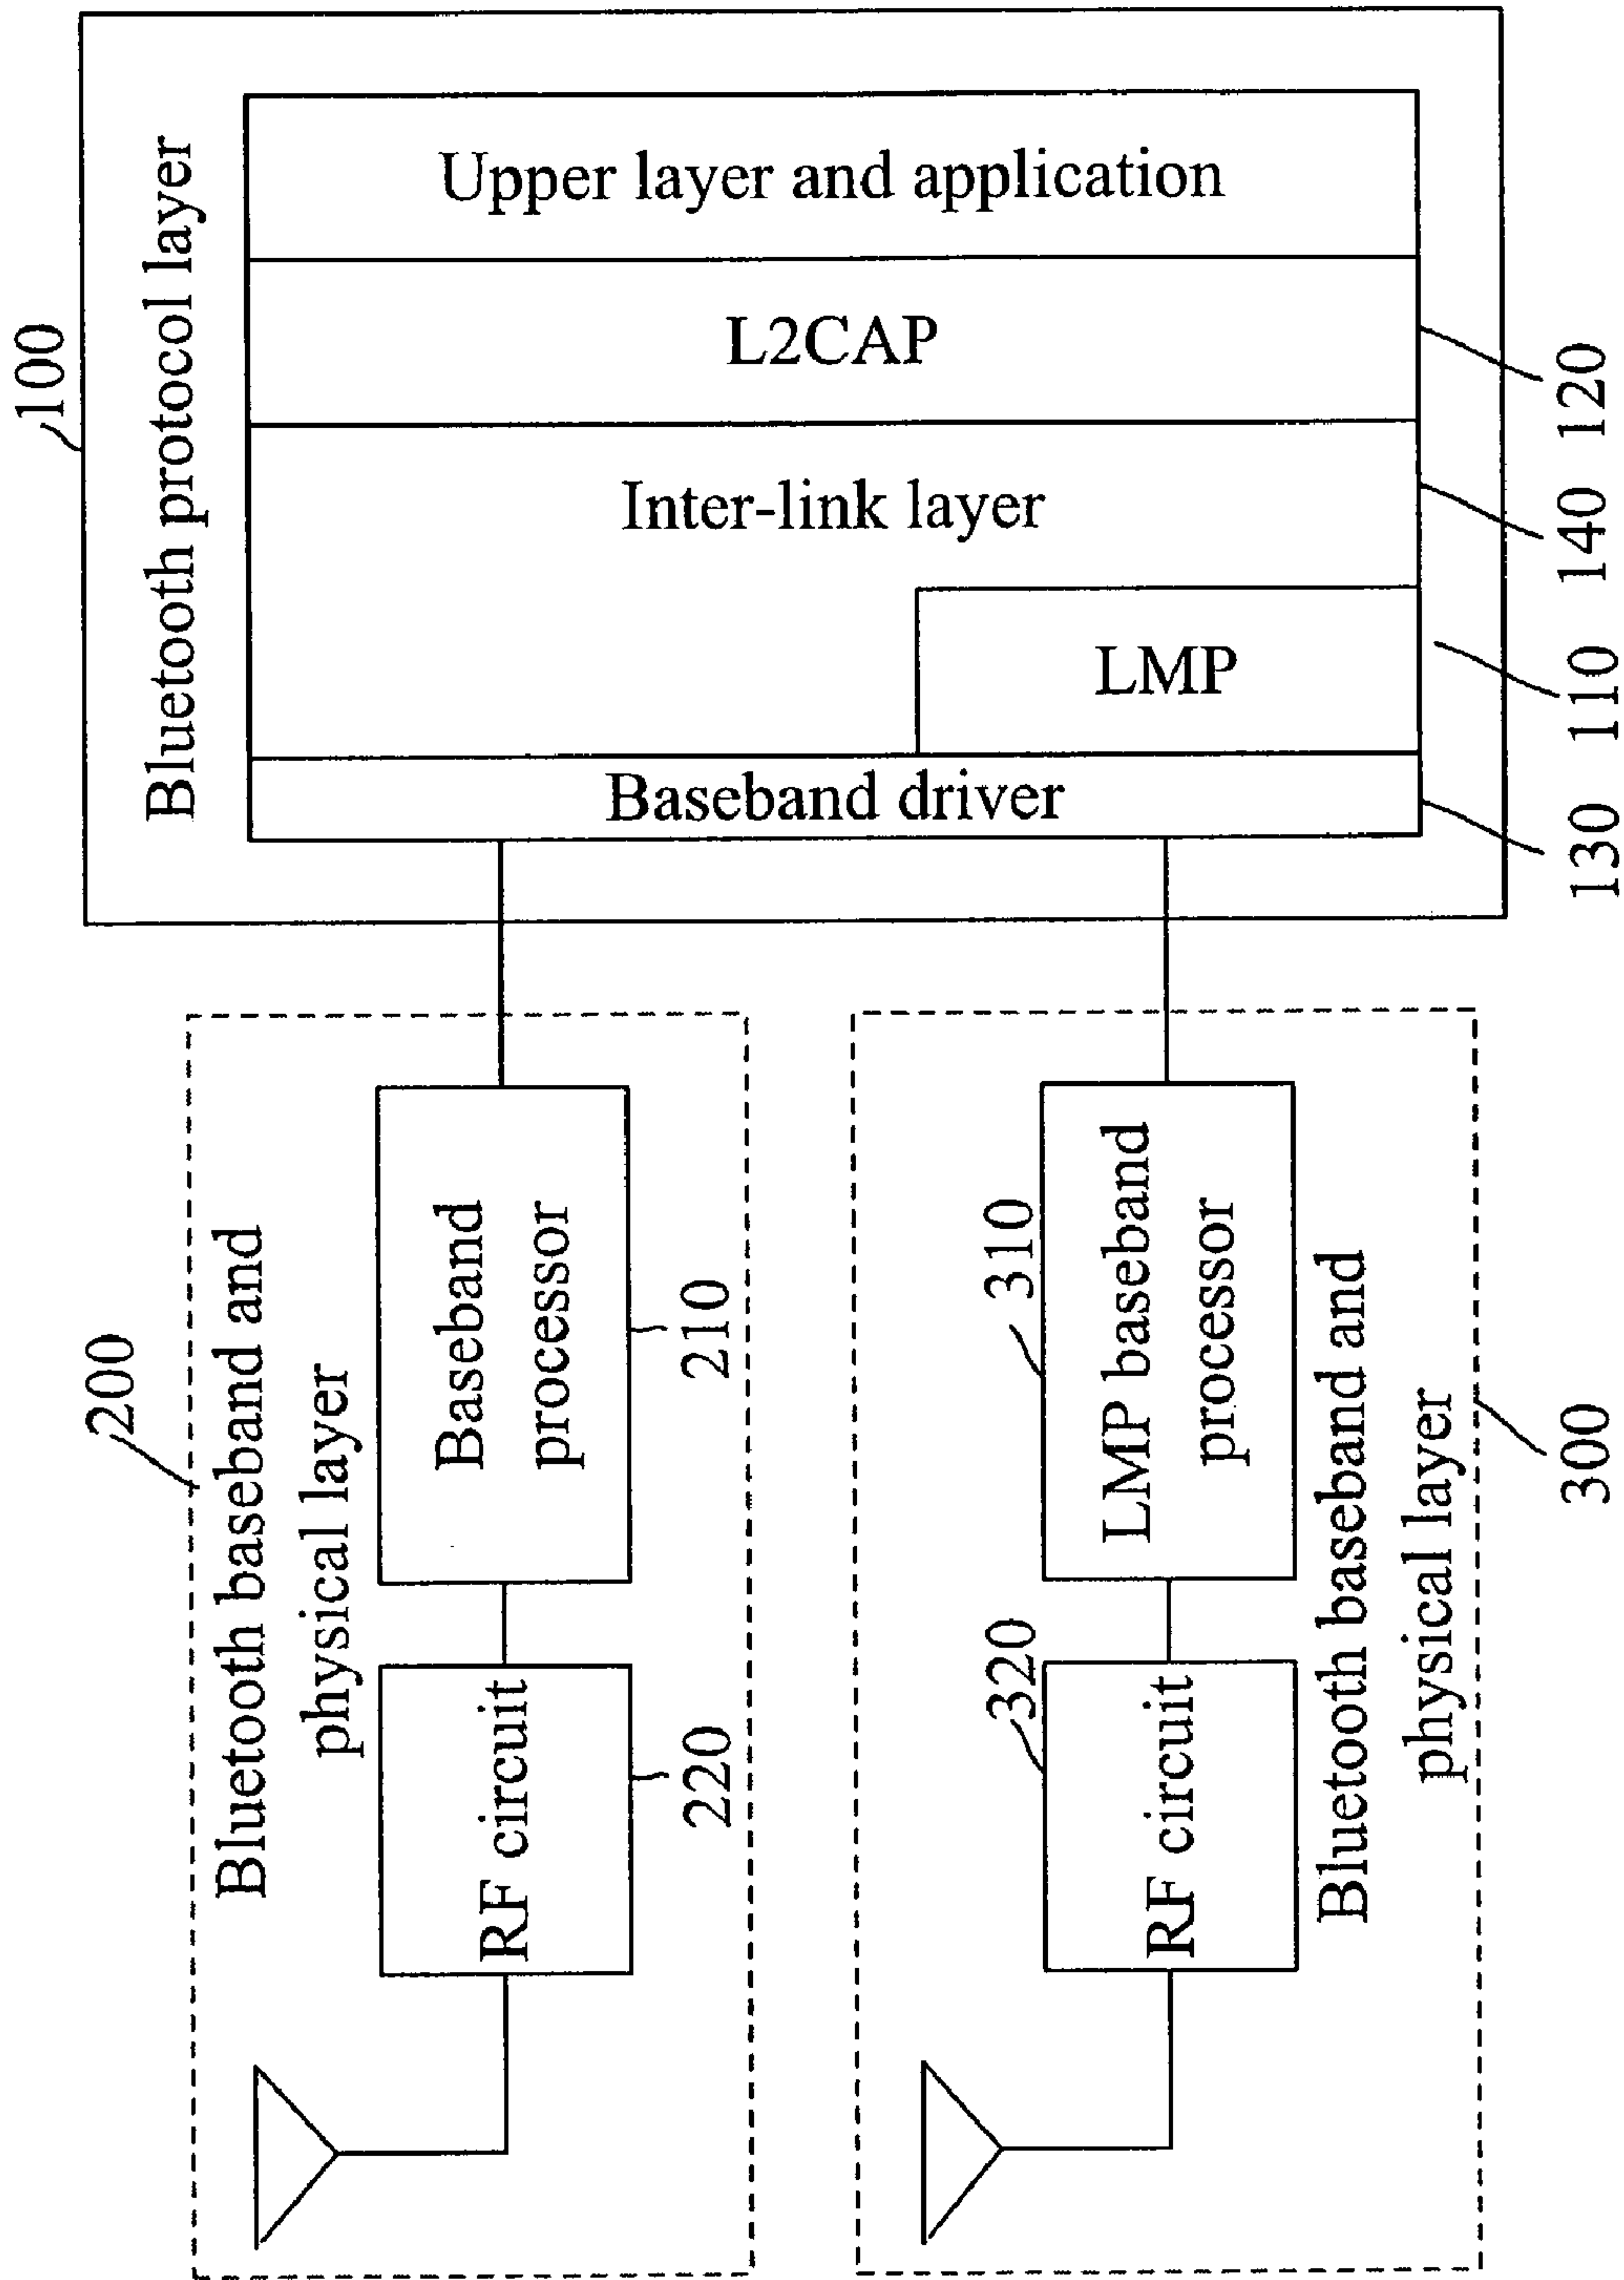 100
Bluetooth protocol layer
Upper layer and application
L2CAP
120
Inter-link layer
140
LMP
110
Baseband driver
130
200
Bluetooth baseband and
physical layer
Baseband
processor
210
RF circuit
220
310
LMP baseband
processor
320
RF circuit
Bluetooth baseband and
physical layer
300